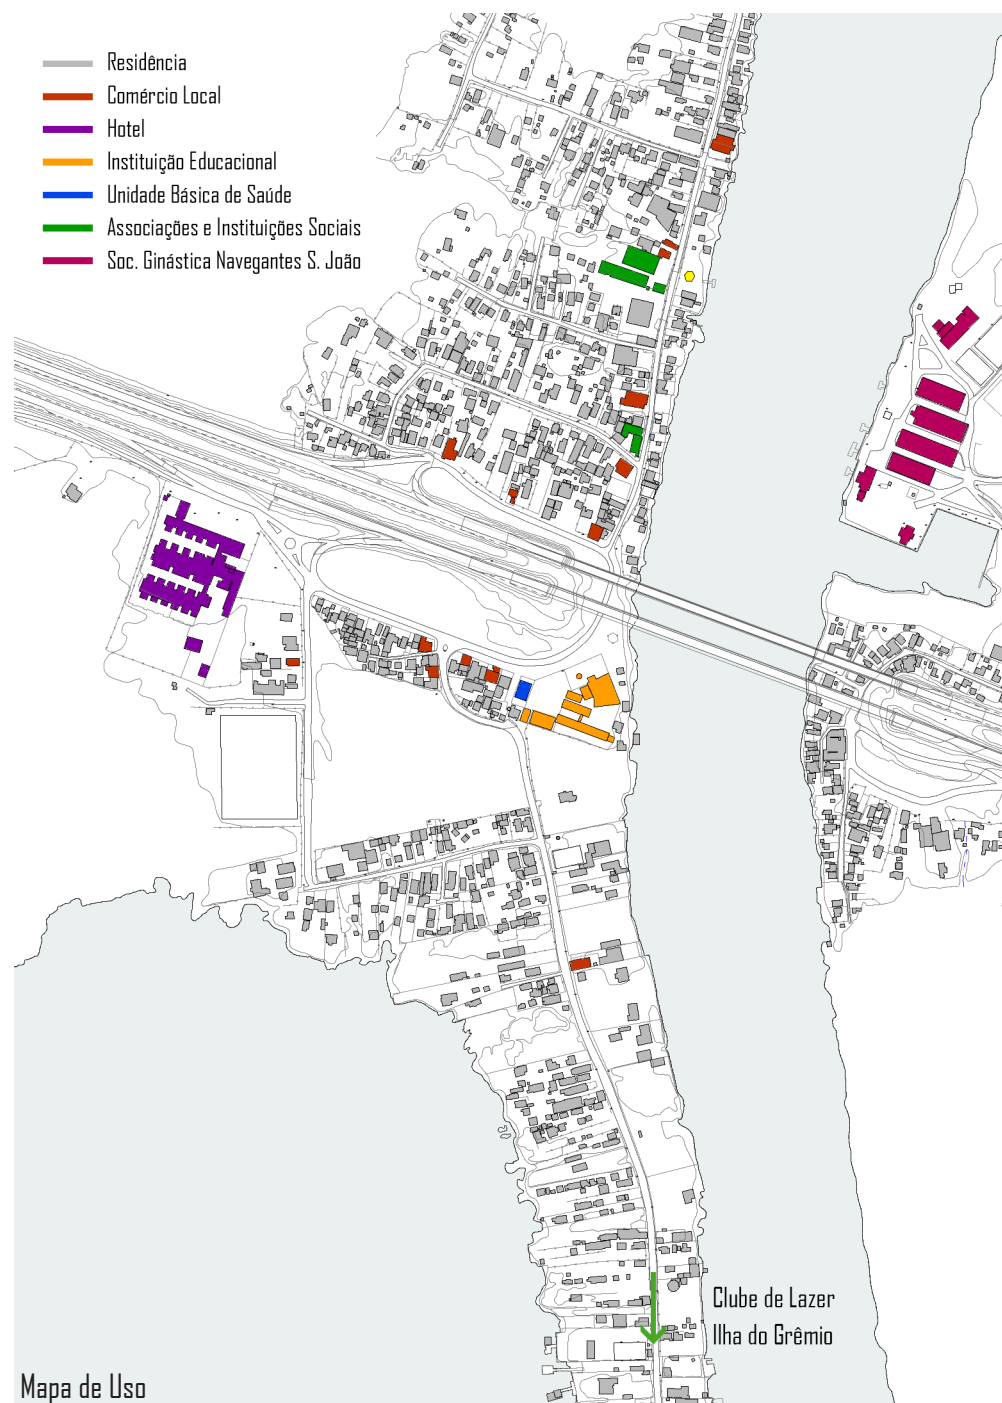 Residência
Comércio Local
Hotel
Instituição Educacional
Unidade Básica de Saúde
Associações e Instituições Sociais
Soc. Ginástica Navegantes S. João
Clube de Lazer
Ilha do Grêmio
Mapa de Uso